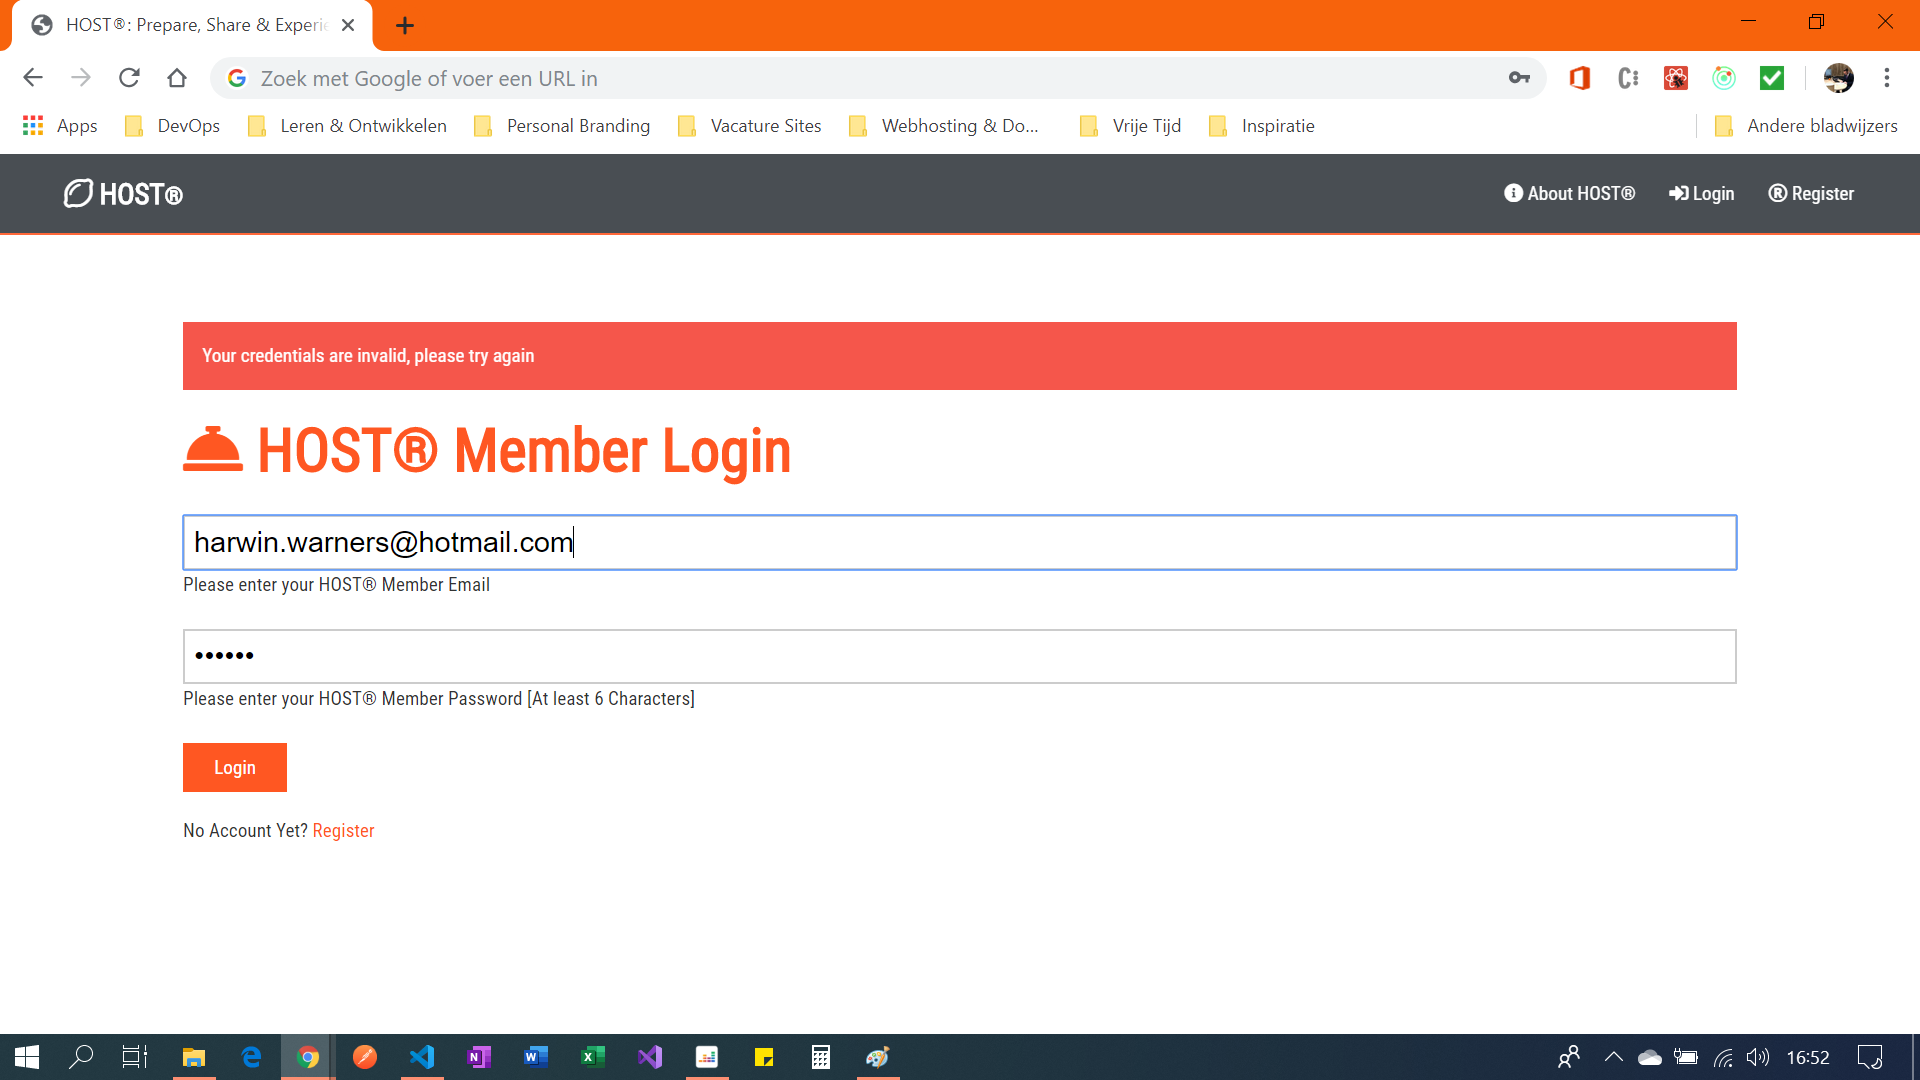 HOST®: Prepare, Share & Experie
Zoek met Google of voer een URL in
Apps
DevOps
Leren & Ontwikkelen
Personal Branding
Vacature Sites
Webhosting & Do...
Vrije Tijd
Inspiratie
Andere bladwijzers
HOST®
About HOST®
Login
Register
Your credentials are invalid, please try again
HOST® Member Login
harwin.warners@hotmail.com
Please enter your HOST® Member Email
••••••
Please enter your HOST® Member Password [At least 6 Characters]
Login
No Account Yet? Register
16:52